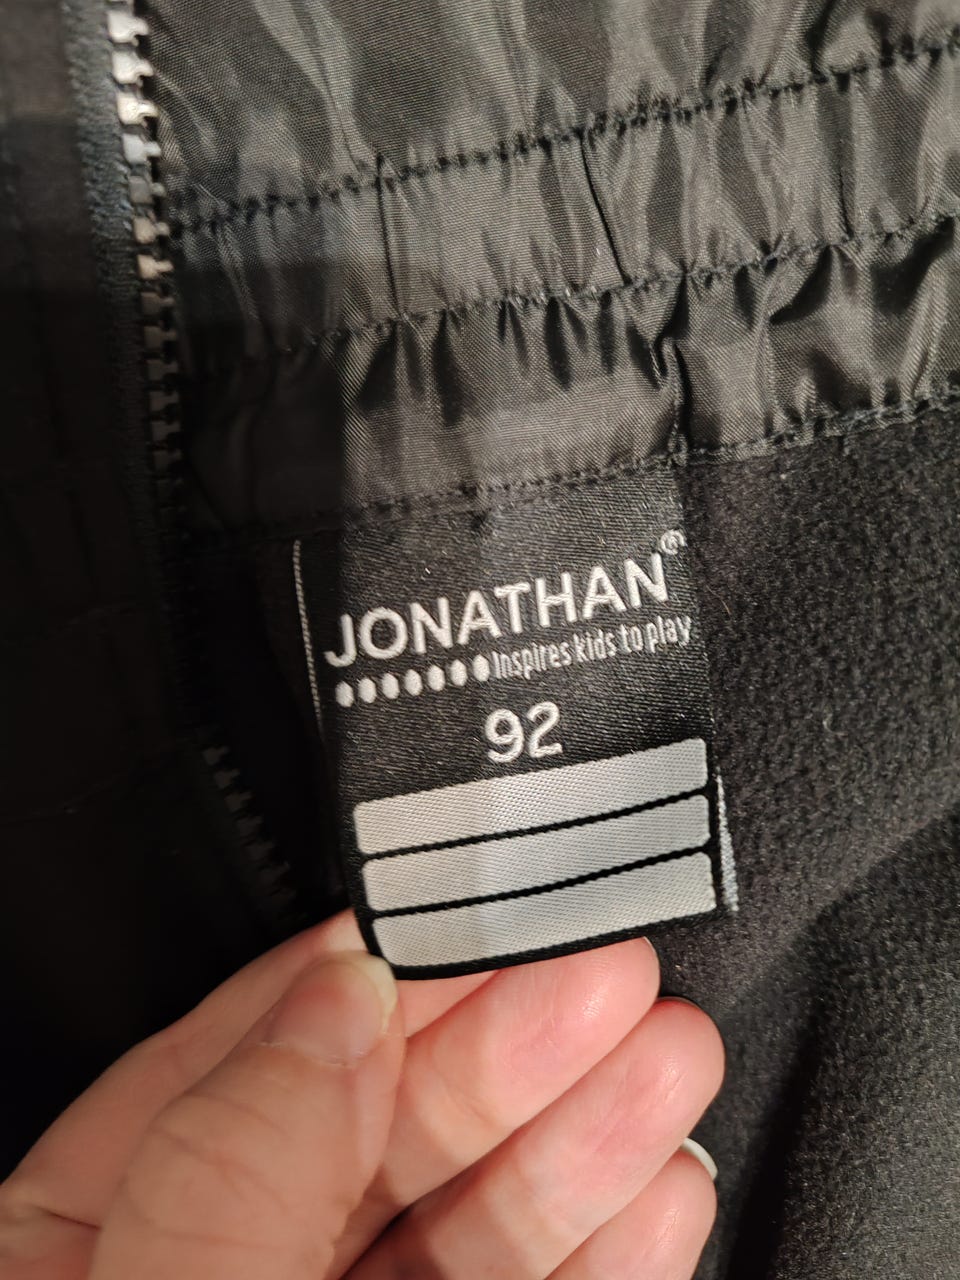 JONATHAN®
Inspires kids to play
92